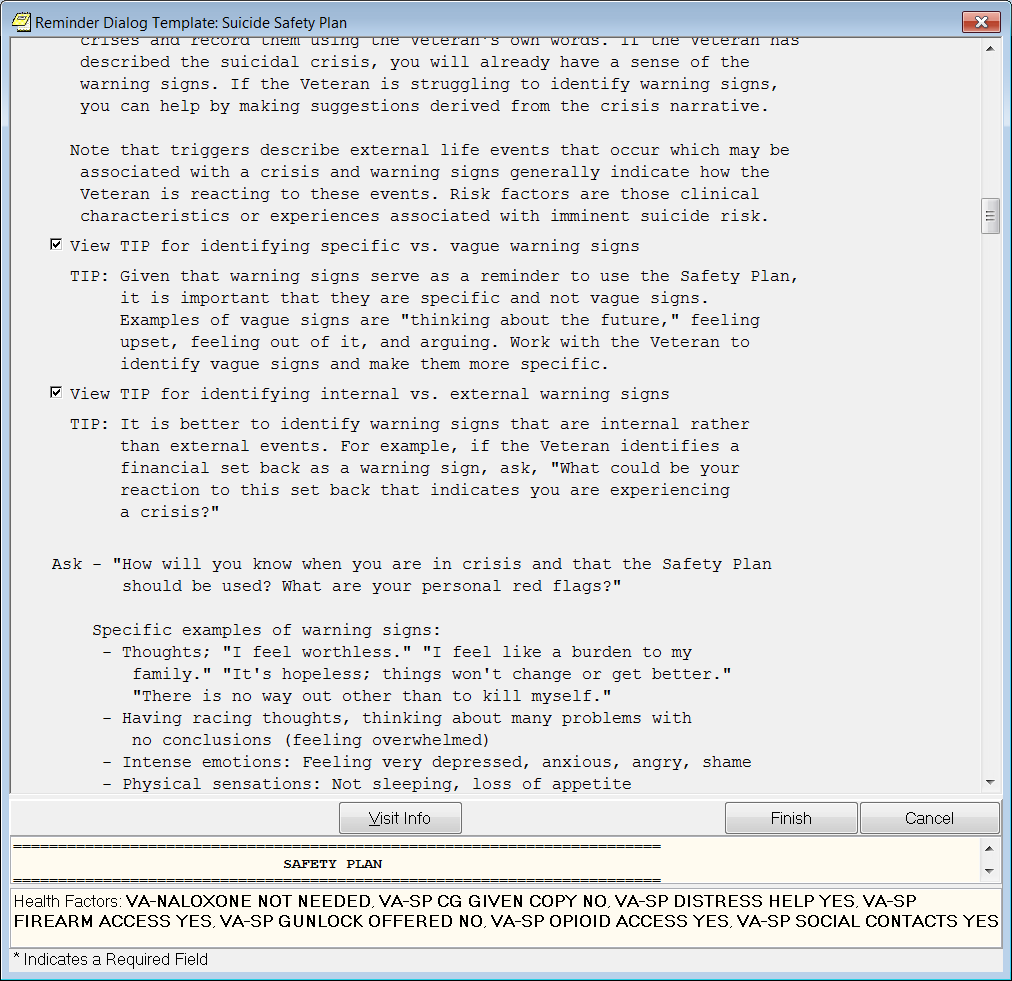 Reminder Dialog Template: Suicide Safety Plan
crises and record them using the Veteran's own words. If the Veteran has
described the suicidal crisis, you will already have a sense of the
warning signs. If the Veteran is struggling to identify warning signs,
you can help by making suggestions derived from the crisis narrative.
Note that triggers describe external life events that occur which may be
associated with a crisis and warning signs generally indicate how the
Veteran is reacting to these events. Risk factors are those clinical
characteristics or experiences associated with imminent suicide risk.
View TIP for identifying specific vs. vague warning signs
TIP: Given that warning signs serve as a reminder to use the Safety Plan,
it is important that they are specific and not vague signs.
Examples of vague signs are "thinking about the future," feeling
upset, feeling out of it, and arguing. Work with the Veteran to
identify vague signs and make them more specific.
View TIP for identifying internal vs. external warning signs
TIP: It is better to identify warning signs that are internal rather
than external events. For example, if the Veteran identifies a
financial set back as a warning sign, ask, "What could be your
reaction to this set back that indicates you are experiencing
a crisis?"
Ask - "How will you know when you are in crisis and that the Safety Plan
should be used? What are your personal red flags?"
Specific examples of warning signs:
- Thoughts; "I feel worthless." "I feel like a burden to my
family." "It's hopeless; things won't change or get better."
"There is no way out other than to kill myself."
- Having racing thoughts, thinking about many problems with
no conclusions (feeling overwhelmed)
- Intense emotions: Feeling very depressed, anxious, angry, shame
- Physical sensations: Not sleeping, loss of appetite
Visit Info Finish Cancel
SAFETY PLAN
Health Factors: VA-NALOXONE NOT NEEDED, VA-SP CG GIVEN COPY NO, VA-SP DISTRESS HELP YES, VA-SP
FIREARM ACCESS YES, VA-SP GUNLOCK OFFERED NO, VA-SP OPIOID ACCESS YES, VA-SP SOCIAL CONTACTS YES
* Indicates a Required Field